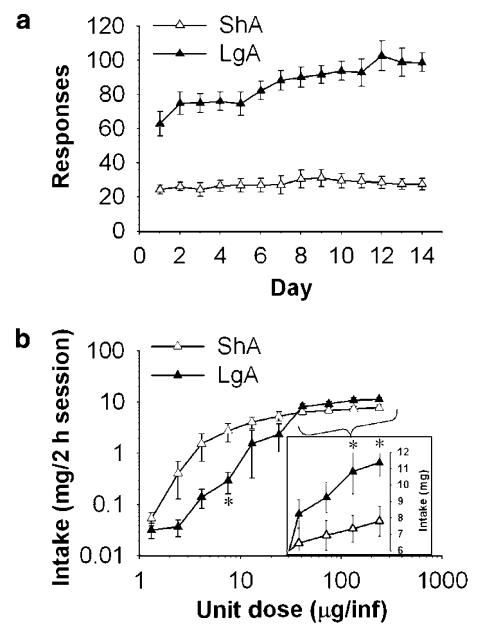 a
ShA
LgA
120
100
80
60
40
20
0
Responses
0 2 4 6 8 10 12 14
Day
b
ShA
LgA
100
10
1
0.1
0.01
Intake (mg/2 h session)
*
* *
12
11
10
9
8
7
6
Intake (mg)
1 10 100 1000
Unit dose (μg/inf)